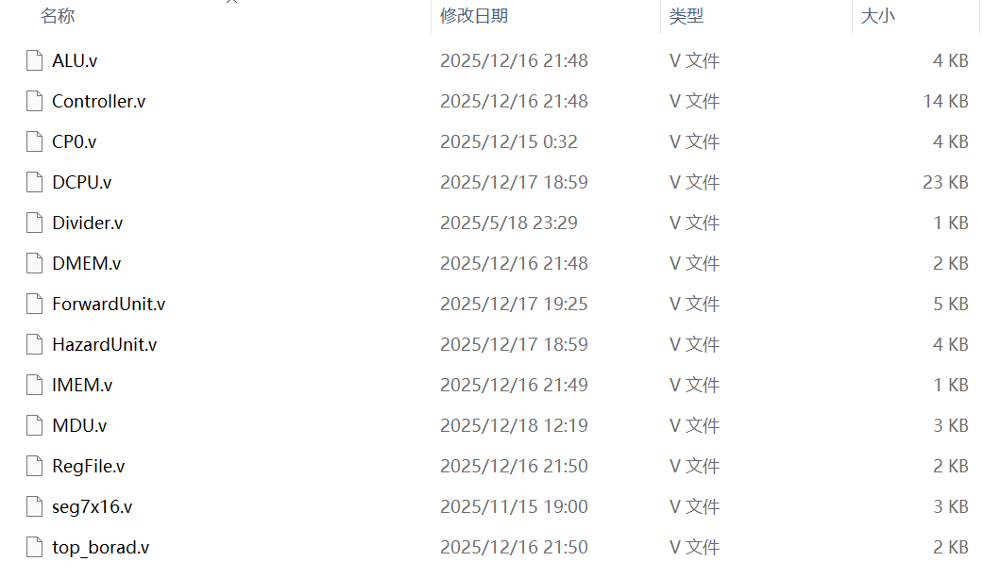 名称 修改日期 类型 大小
ALU.v 2025/12/16 21:48 V 文件 4 KB
Controller.v 2025/12/16 21:48 V 文件 14 KB
CP0.v 2025/12/15 0:32 V 文件 4 KB
DCPU.v 2025/12/17 18:59 V 文件 23 KB
Divider.v 2025/5/18 23:29 V 文件 1 KB
DMEM.v 2025/12/16 21:48 V 文件 2 KB
ForwardUnit.v 2025/12/17 19:25 V 文件 5 KB
HazardUnit.v 2025/12/17 18:59 V 文件 4 KB
IMEM.v 2025/12/16 21:49 V 文件 1 KB
MDU.v 2025/12/18 12:19 V 文件 3 KB
RegFile.v 2025/12/16 21:50 V 文件 2 KB
seg7x16.v 2025/11/15 19:00 V 文件 3 KB
top_borad.v 2025/12/16 21:50 V 文件 2 KB